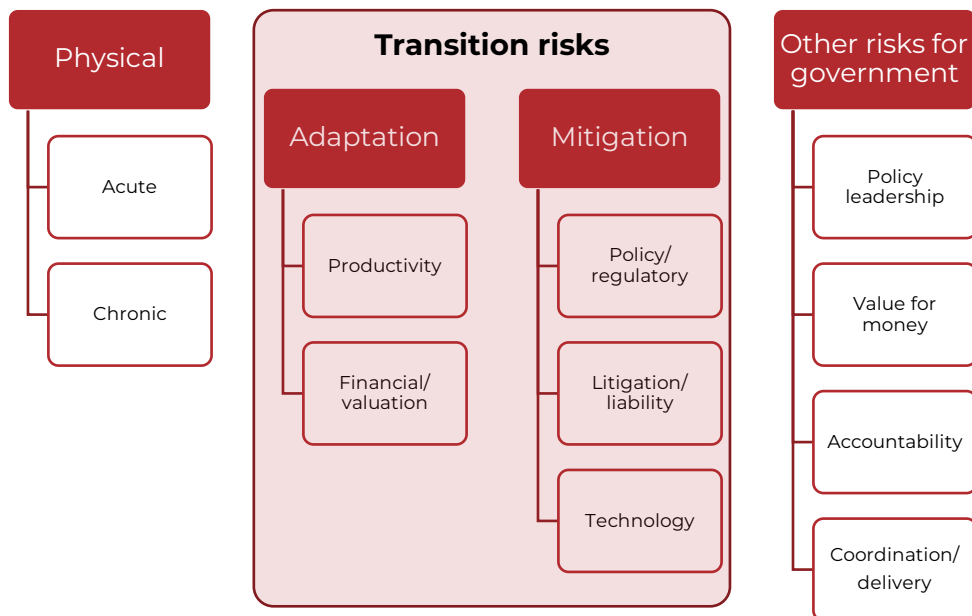 Physical
Acute
Chronic
Transition risks
Adaptation
Productivity
Financial/
valuation
Mitigation
Policy/
regulatory
Litigation/
liability
Technology
Other risks for
government
Policy
leadership
Value for
money
Accountability
Coordination/
delivery